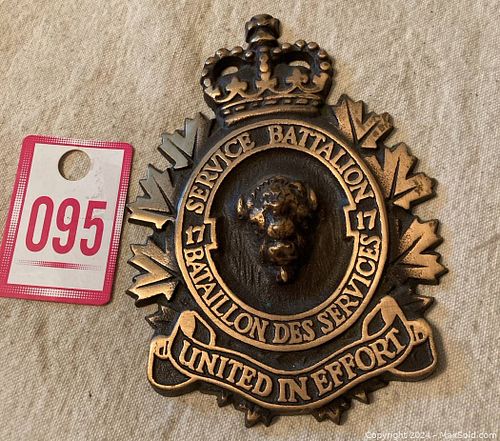 095
SERVICE BATTALION
17 17
BATAILLON DES SERVICES
UNITED IN EFFORT
Copyright 2024 - MaxSold.com